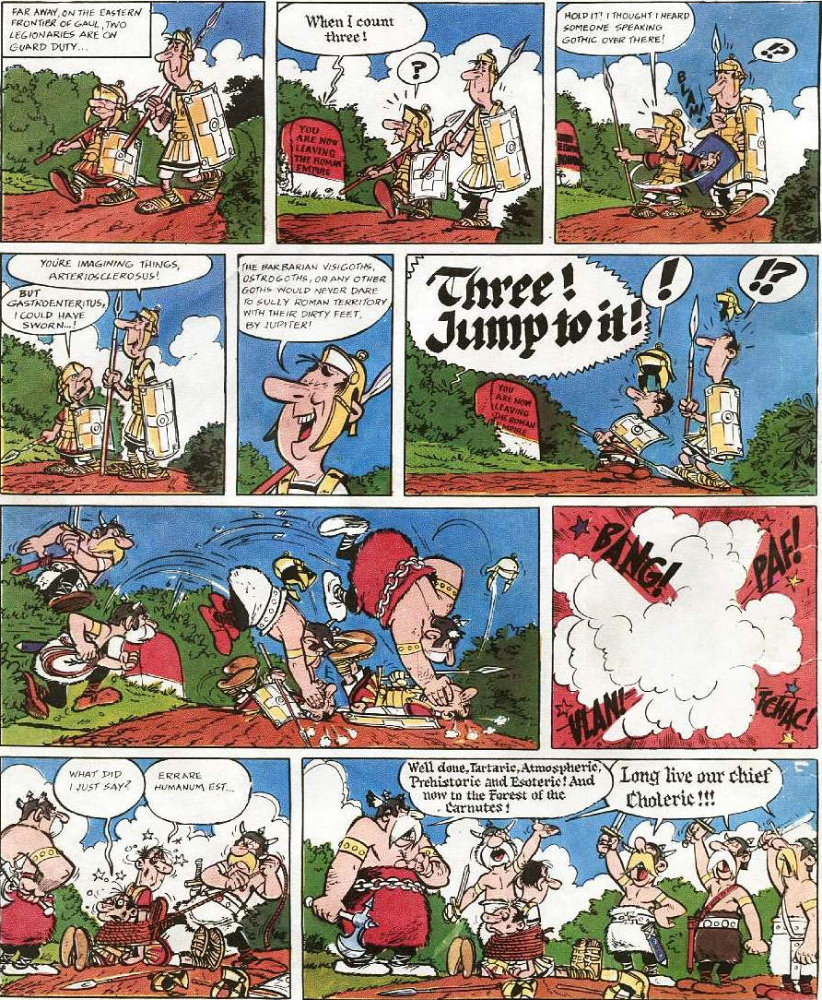 FAR AWAY, ON THE EASTERN
FRONTIER OF GAUL, TWO
LEGIONARIES ARE ON
GUARD DUTY...
When I count
three!
?
YOU
ARE NOW
LEAVING
THE ROMAN
EMPIRE
HOLD IT! I THOUGHT I HEARD
SOMEONE SPEAKING
GOTHIC OVER THERE!
BLAM!
!?
YOU'RE IMAGINING THINGS,
ARTERIOSCLEROSUS!
BUT
GASTROENTERITUS,
I COULD HAVE
SWORN...!
THE BARBARIAN VISIGOTHS,
OSTROGOTHS, OR ANY OTHER
GOTHS WOULD NEVER DARE
TO SULLY ROMAN TERRITORY
WITH THEIR DIRTY FEET,
BY JUPITER!
Three!
Jump to it!
!
!?
YOU
ARE NOW
LEAVING
THE ROMAN
EMPIRE
BANG!
PAF!
VLAN!
TCHAC!
WHAT DID
I JUST SAY?
ERRARE
HUMANUM EST...
Well done, Tartaric, Atmospheric,
Prehistoric and Esoteric! And
now to the Forest of the
Carnutes!
Long live our chief
Choleric!!!